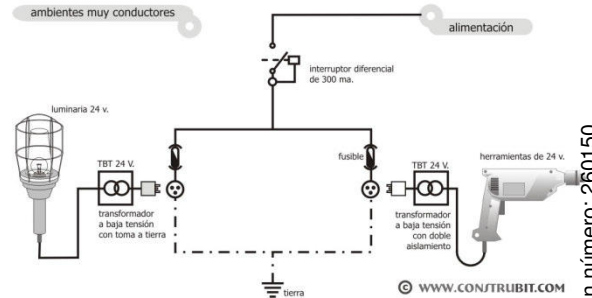 ambientes muy conductores
alimentación
interruptor diferencial
de 300 ma.
luminaria 24 v.
TBT 24 V.
fusible
TBT 24 V.
herramientas de 24 v.
transformador
a baja tensión
con toma a tierra
transformador
a baja tensión
con doble
aislamiento
tierra
© WWW.CONSTRUBIT.COM
n número: 260150